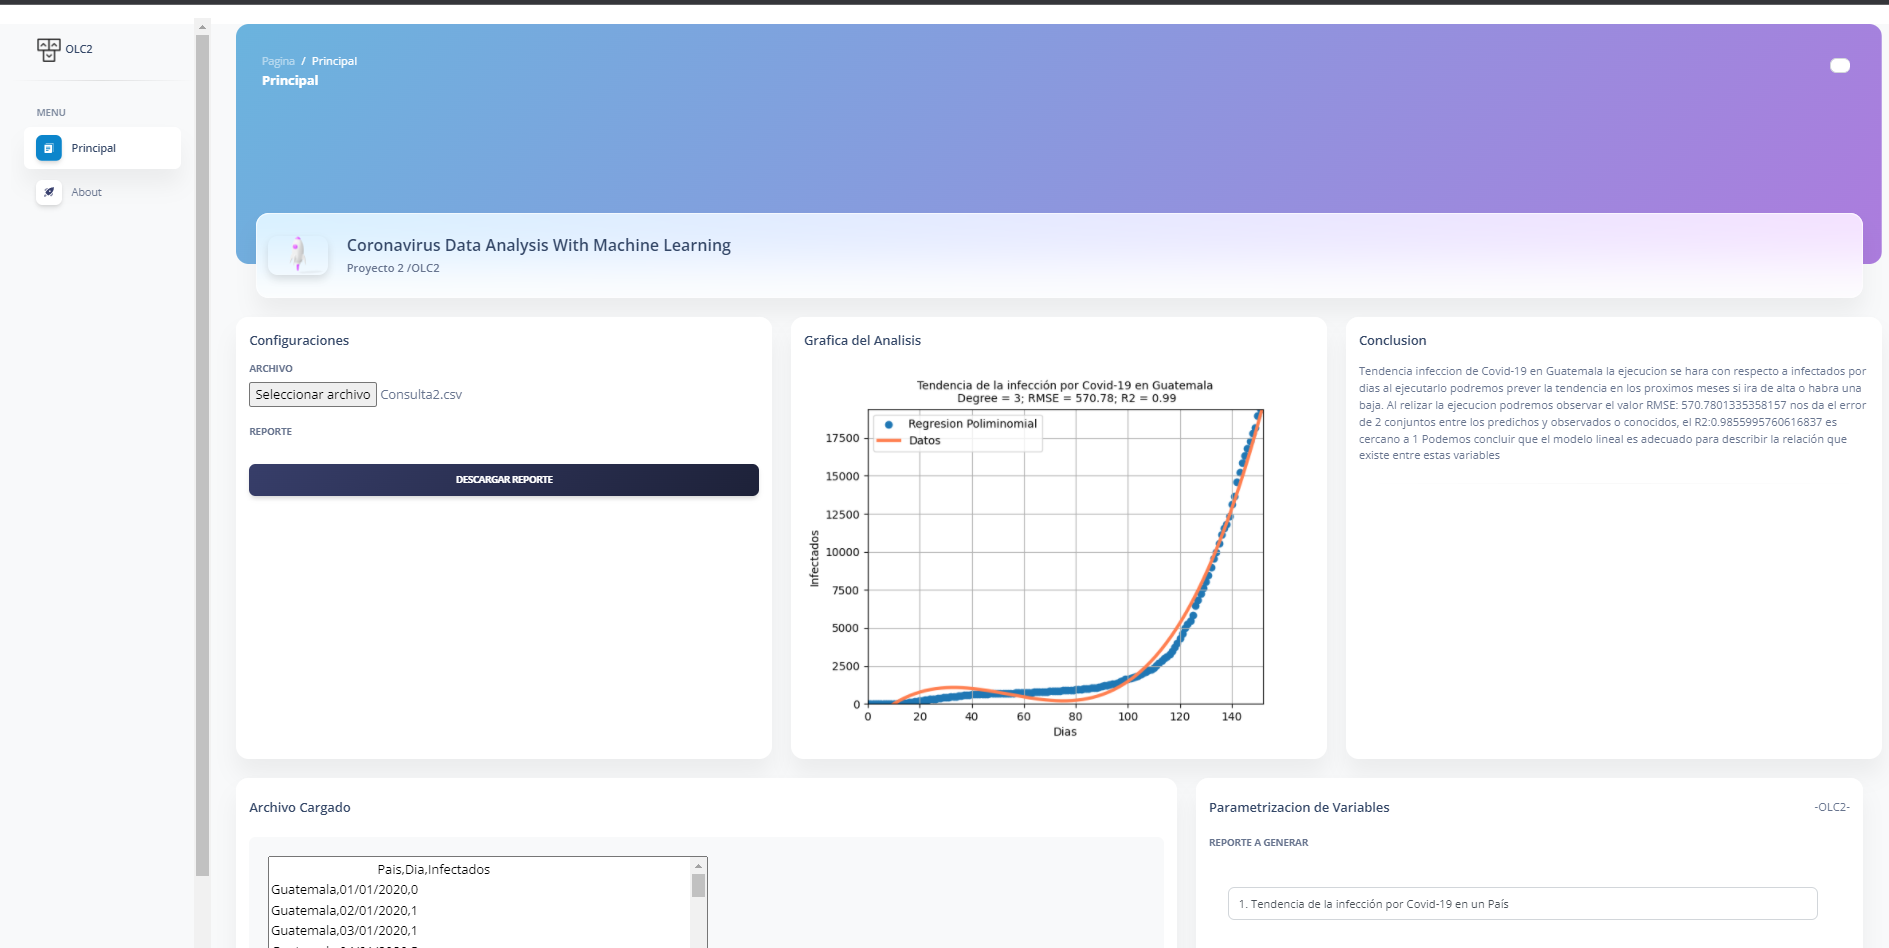 OLC2
MENU
Principal
About
Pagina / Principal
Principal
Coronavirus Data Analysis With Machine Learning
Proyecto 2 /OLC2
Configuraciones
ARCHIVO
Seleccionar archivo Consulta2.csv
REPORTE
DESCARGAR REPORTE
Grafica del Analisis
Tendencia de la infección por Covid-19 en Guatemala
Degree = 3; RMSE = 570.78; R2 = 0.99
Regresion Poliminomial
Datos
17500
15000
12500
10000
7500
5000
2500
0
Infectados
0 20 40 60 80 100 120 140
Dias
Conclusion
Tendencia infeccion de Covid-19 en Guatemala la ejecucion se hara con respecto a infectados por
dias al ejecutarlo podremos prever la tendencia en los proximos meses si ira de alta o habra una
baja. Al relizar la ejecucion podremos observar el valor RMSE: 570.7801335358157 nos da el error
de 2 conjuntos entre los predichos y observados o conocidos, el R2:0.9855995760616837 es
cercano a 1 Podemos concluir que el modelo lineal es adecuado para describir la relación que
existe entre estas variables
Archivo Cargado
Pais,Dia,Infectados
Guatemala,01/01/2020,0
Guatemala,02/01/2020,1
Guatemala,03/01/2020,1
Parametrizacion de Variables
-OLC2-
REPORTE A GENERAR
1. Tendencia de la infección por Covid-19 en un País